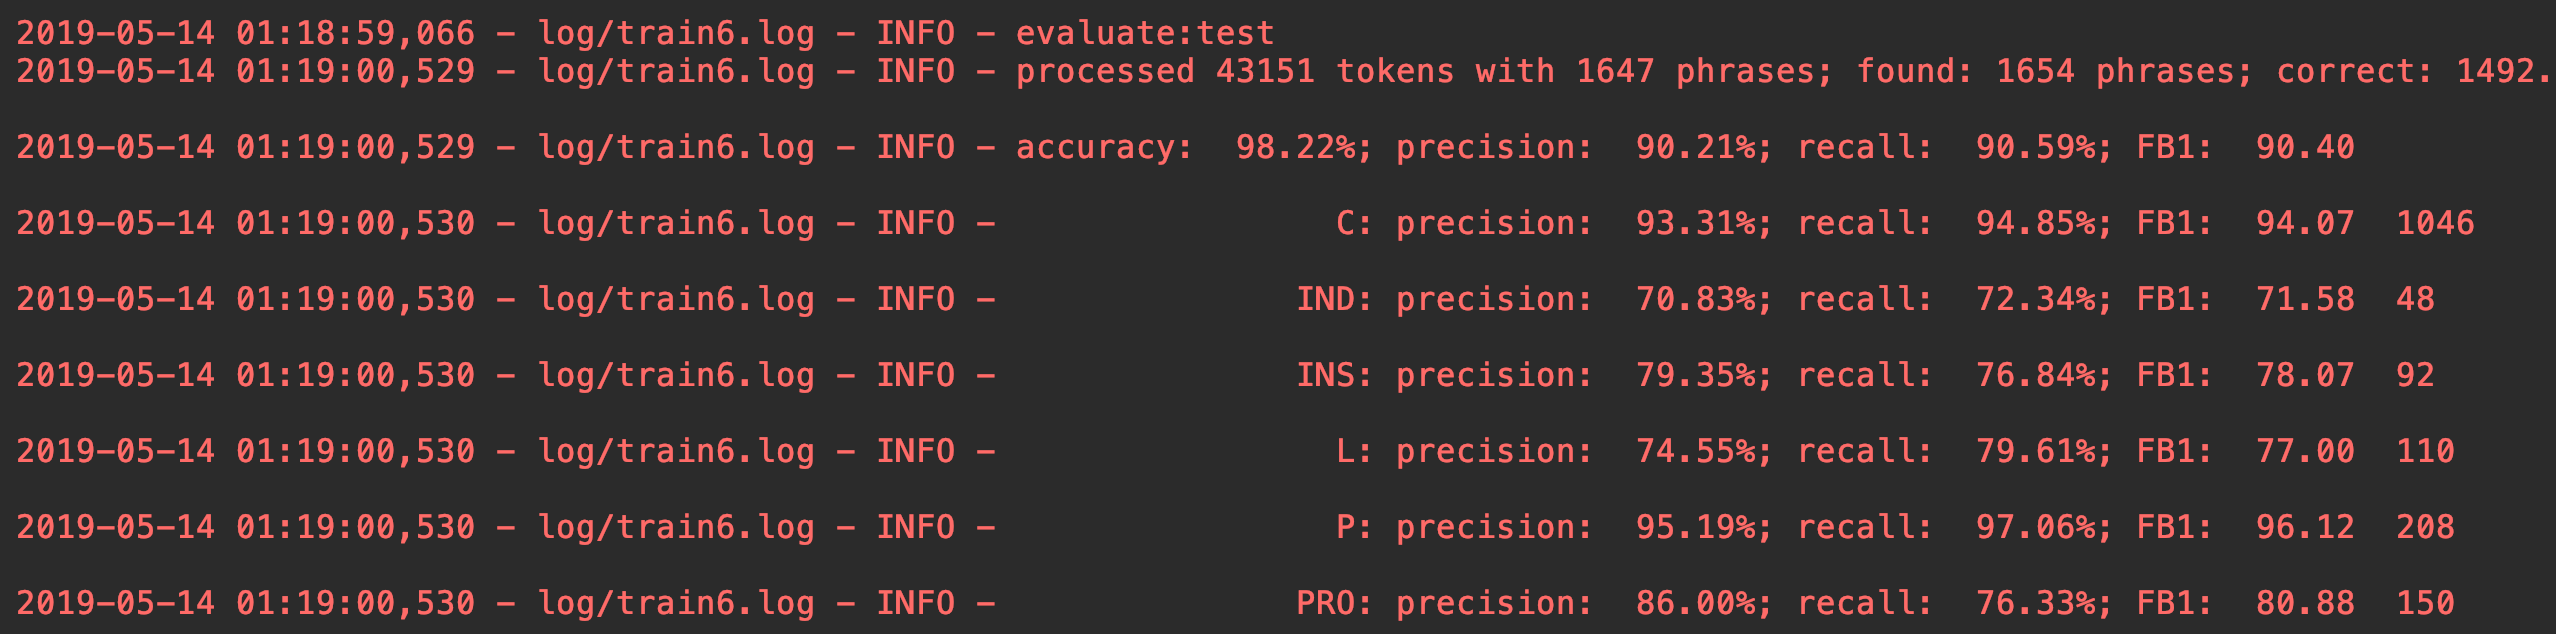 2019-05-14 01:18:59,066 - log/train6.log - INFO - evaluate:test
2019-05-14 01:19:00,529 - log/train6.log - INFO - processed 43151 tokens with 1647 phrases; found: 1654 phrases; correct: 1492.
2019-05-14 01:19:00,529 - log/train6.log - INFO - accuracy:  98.22%; precision:  90.21%; recall:  90.59%; FB1:  90.40
2019-05-14 01:19:00,530 - log/train6.log - INFO -                 C: precision:  93.31%; recall:  94.85%; FB1:  94.07  1046
2019-05-14 01:19:00,530 - log/train6.log - INFO -               IND: precision:  70.83%; recall:  72.34%; FB1:  71.58  48
2019-05-14 01:19:00,530 - log/train6.log - INFO -               INS: precision:  79.35%; recall:  76.84%; FB1:  78.07  92
2019-05-14 01:19:00,530 - log/train6.log - INFO -                 L: precision:  74.55%; recall:  79.61%; FB1:  77.00  110
2019-05-14 01:19:00,530 - log/train6.log - INFO -                 P: precision:  95.19%; recall:  97.06%; FB1:  96.12  208
2019-05-14 01:19:00,530 - log/train6.log - INFO -               PRO: precision:  86.00%; recall:  76.33%; FB1:  80.88  150